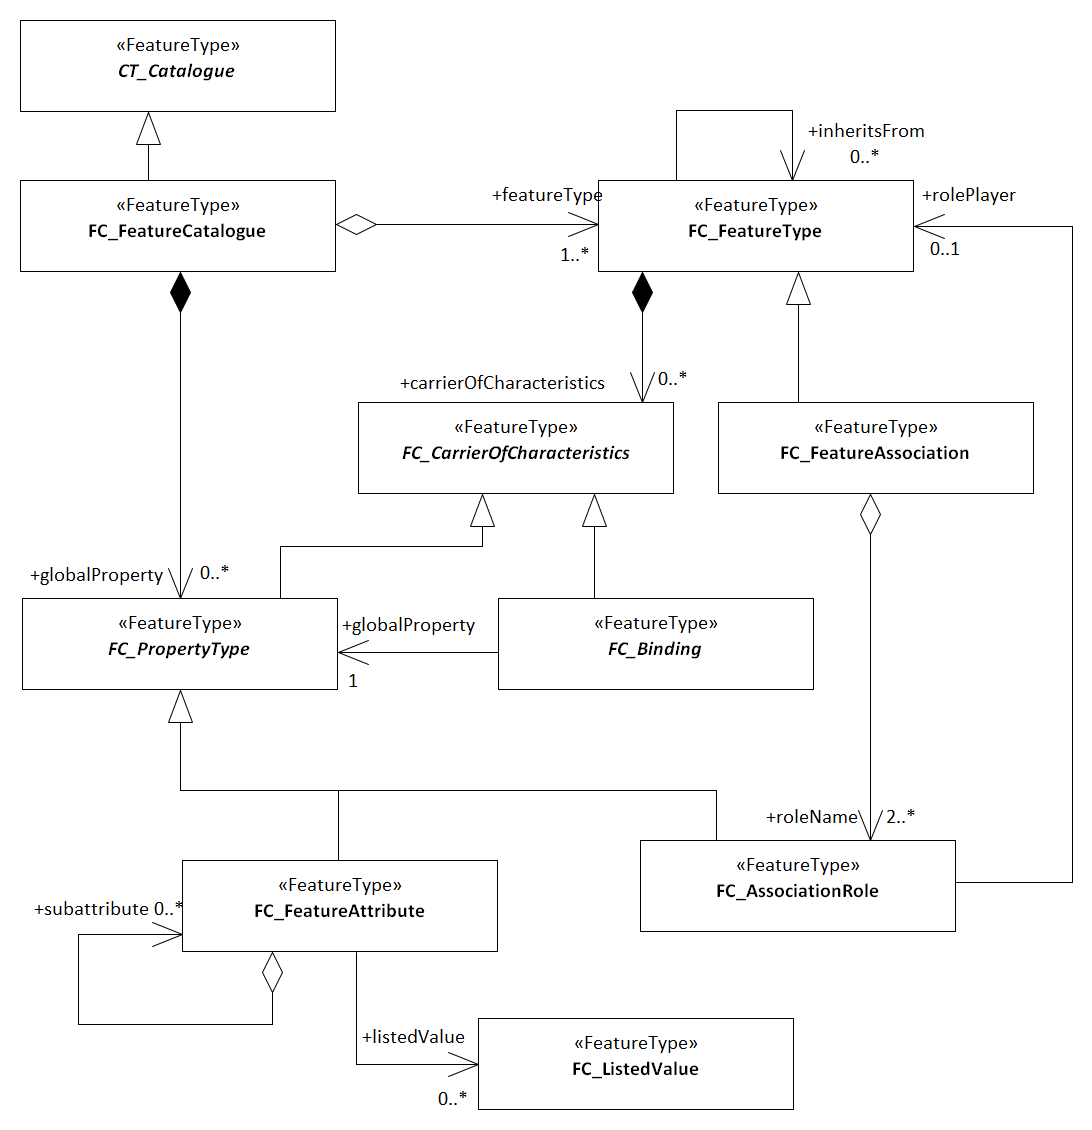 «FeatureType»
CT_Catalogue
+inheritsFrom
0..*
«FeatureType»
FC_FeatureCatalogue
+featureType
1..*
«FeatureType»
FC_FeatureType
+rolePlayer
0..1
+carrierOfCharacteristics
0..*
«FeatureType»
FC_CarrierOfCharacteristics
«FeatureType»
FC_FeatureAssociation
+globalProperty
0..*
«FeatureType»
FC_PropertyType
+globalProperty
1
«FeatureType»
FC_Binding
+roleName
2..*
«FeatureType»
FC_AssociationRole
+subattribute 0..*
«FeatureType»
FC_FeatureAttribute
+listedValue
0..*
«FeatureType»
FC_ListedValue